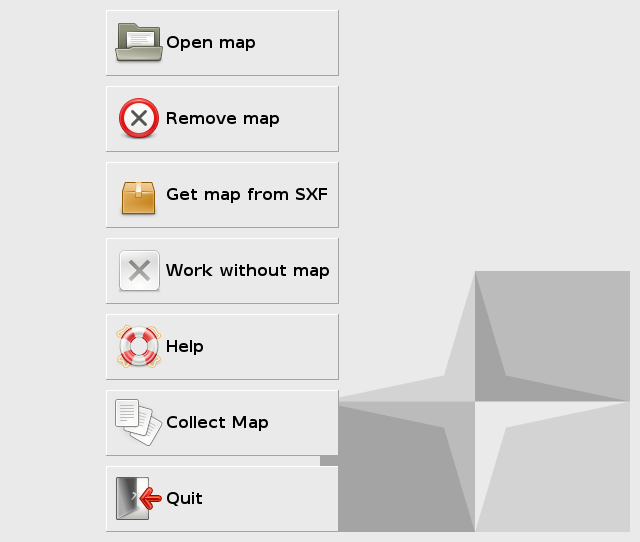 Open map
Remove map
Get map from SXF
Work without map
Help
Collect Map
Quit